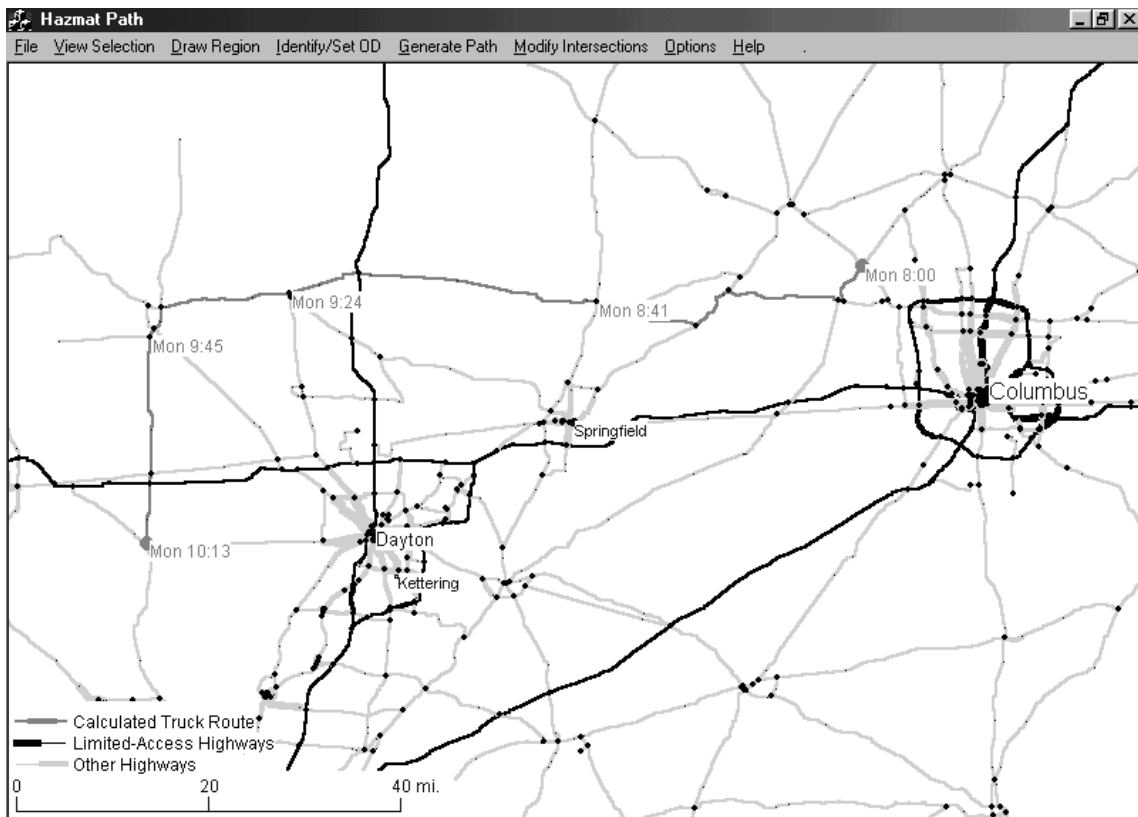 Hazmat Path
File View Selection Draw Region Identify/Set OD Generate Path Modify Intersections Options Help .
Mon 8:00
Mon 9:24
Mon 8:41
Mon 9:45
Columbus
Springfield
Dayton
Mon 10:13
Kettering
Calculated Truck Route
Limited-Access Highways
Other Highways
0 20 40 mi.